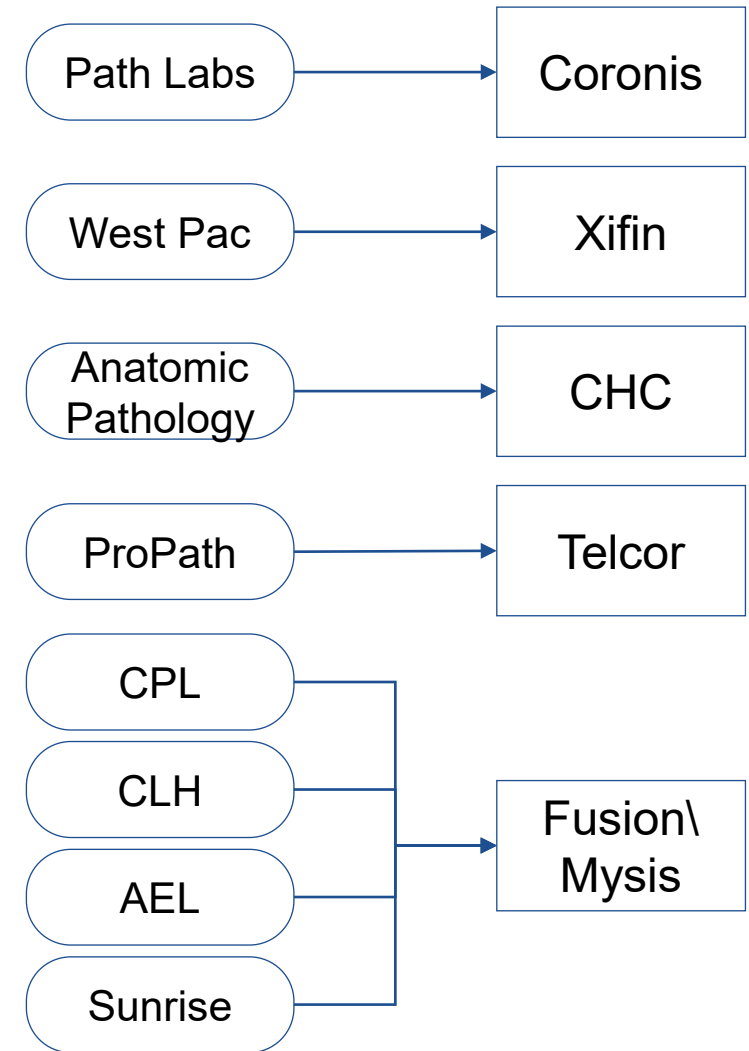 Path Labs
Coronis
West Pac
Xifin
Anatomic
Pathology
CHC
ProPath
Telcor
CPL
CLH
AEL
Sunrise
Fusion\
Mysis